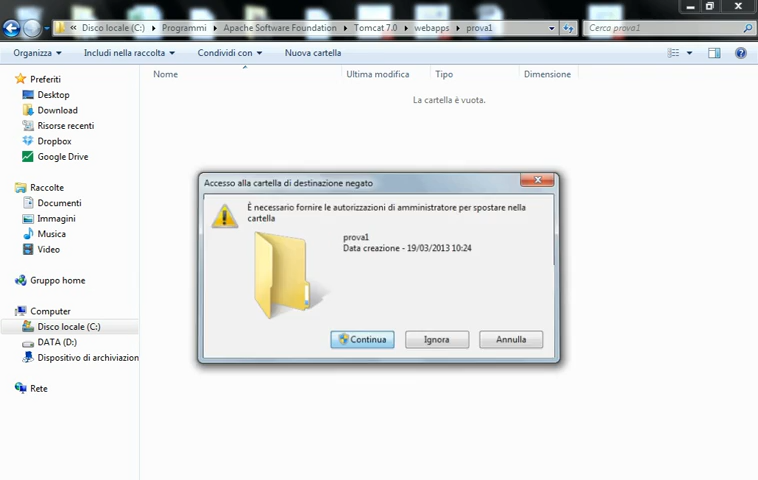 « Disco locale (C:) ▸ Programmi ▸ Apache Software Foundation ▸ Tomcat 7.0 ▸ webapps ▸ prova1
Cerca prova1
Organizza
Includi nella raccolta
Condividi con
Nuova cartella
Nome
Ultima modifica
Tipo
Dimensione
La cartella è vuota.
Preferiti
Desktop
Download
Risorse recenti
Dropbox
Google Drive
Raccolte
Documenti
Immagini
Musica
Video
Gruppo home
Computer
Disco locale (C:)
DATA (D:)
Dispositivo di archiviazion
Rete
Accesso alla cartella di destinazione negato
È necessario fornire le autorizzazioni di amministratore per spostare nella
cartella
prova1
Data creazione - 19/03/2013 10:24
Continua
Ignora
Annulla